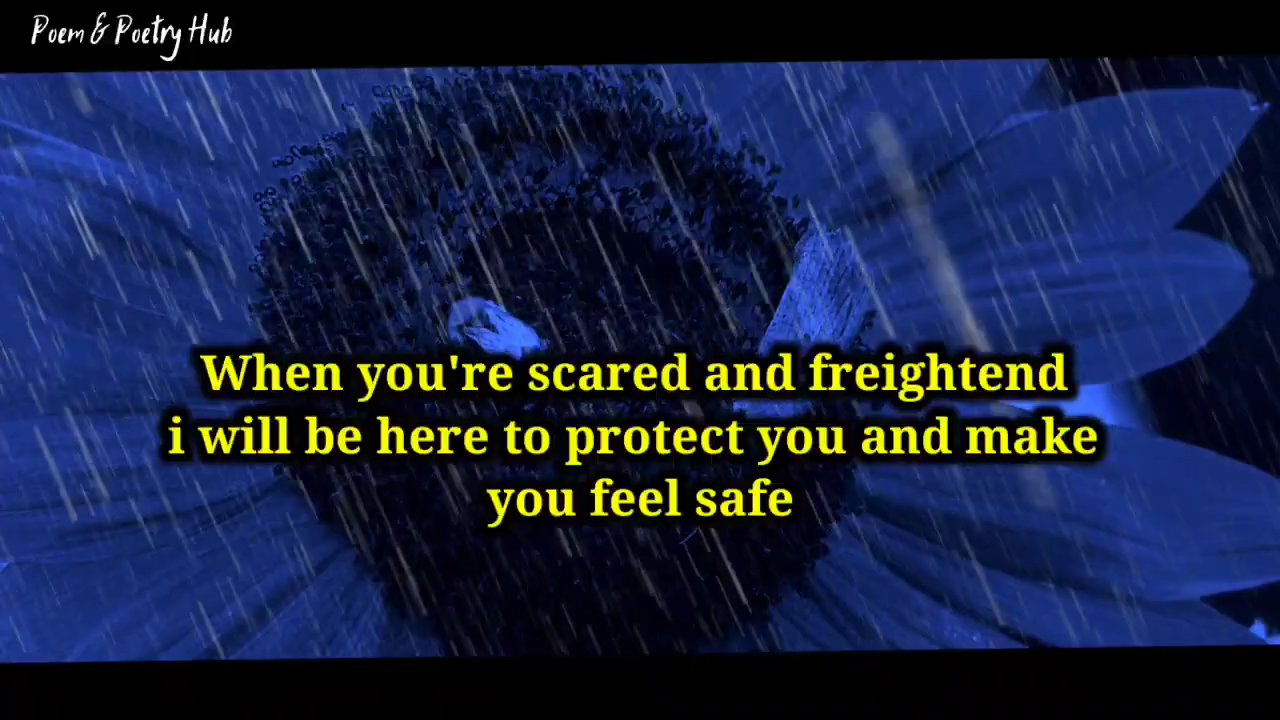 Poem & Poetry Hub
When you're scared and freightend
i will be here to protect you and make
you feel safe